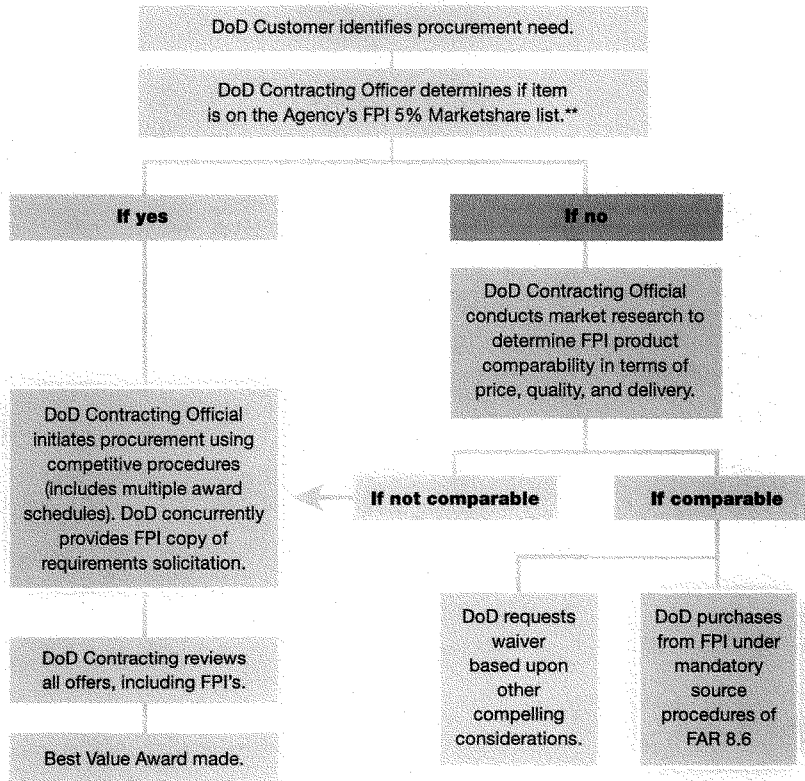 DoD Customer identifies procurement need.
DoD Contracting Officer determines if item
is on the Agency's FPI 5% Marketshare list.**
If yes
If no
DoD Contracting Official
conducts market research to
determine FPI product
comparability in terms of
price, quality, and delivery.
DoD Contracting Official
initiates procurement using
competitive procedures
(includes multiple award
schedules). DoD concurrently
provides FPI copy of
requirements solicitation.
If not comparable
If comparable
DoD requests
waiver
based upon
other
compelling
considerations.
DoD purchases
from FPI under
mandatory
source
procedures of
FAR 8.6
DoD Contracting reviews
all offers, including FPI's.
Best Value Award made.